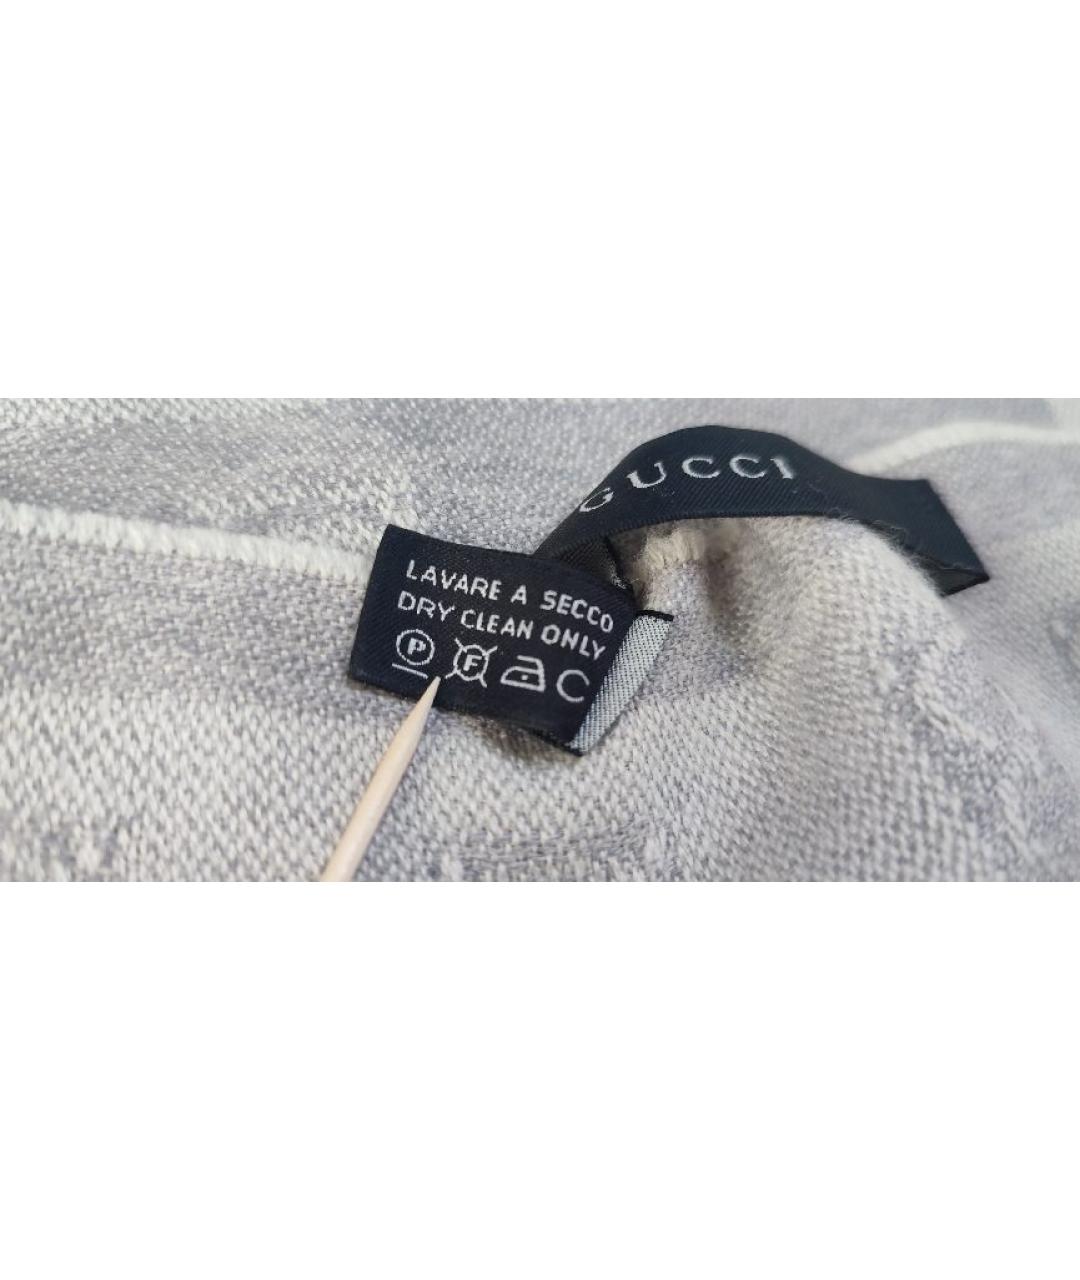 GUCCI
LAVARE A SECCO
DRY CLEAN ONLY
P F C